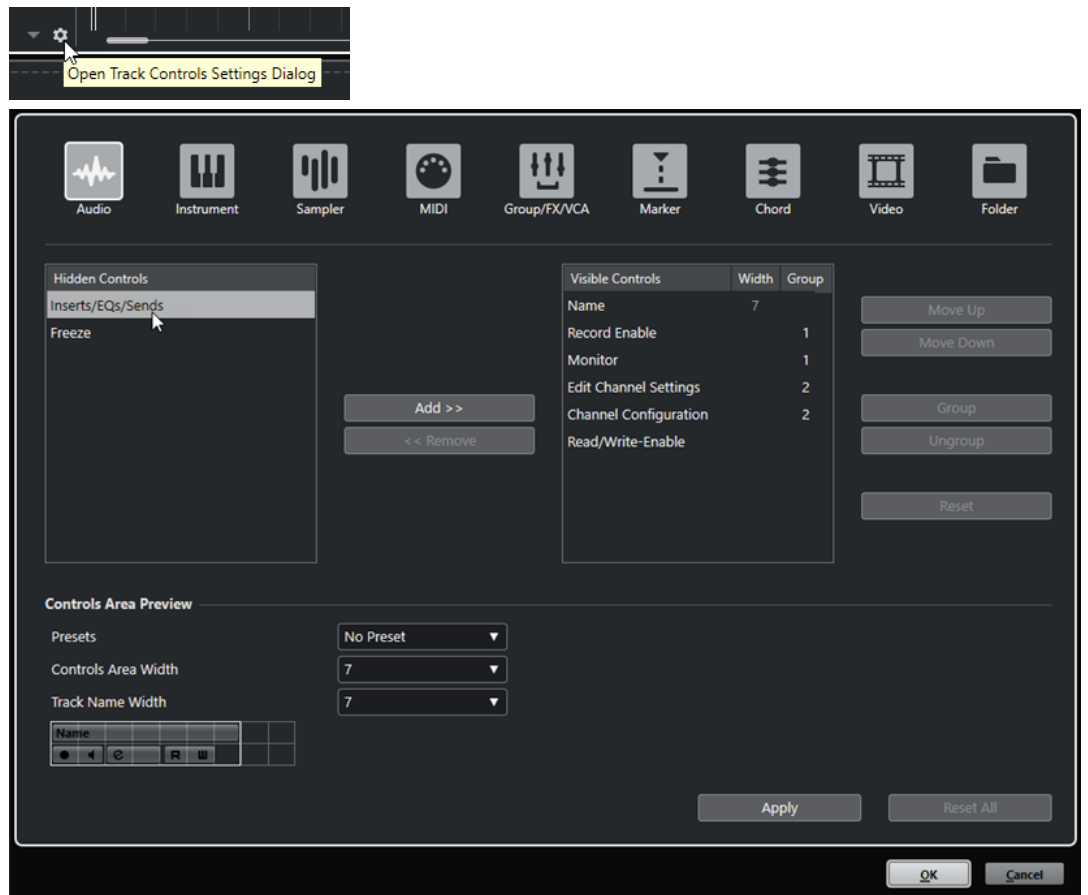 Open Track Controls Settings Dialog
Audio Instrument Sampler MIDI Group/FX/VCA Marker Chord Video Folder
Hidden Controls
Inserts/EQs/Sends
Freeze
Add >>
<< Remove
Visible Controls Width Group
Name 7
Record Enable 1
Monitor 1
Edit Channel Settings 2
Channel Configuration 2
Read/Write-Enable
Move Up
Move Down
Group
Ungroup
Reset
Controls Area Preview
Presets No Preset
Controls Area Width 7
Track Name Width 7
Name
e R W
Apply Reset All
OK Cancel